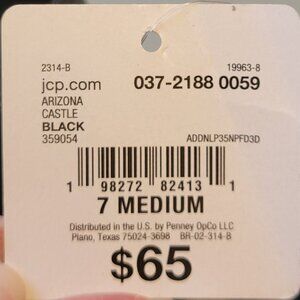 2314-B 19963-8
jcp.com 037-2188 0059
ARIZONA
CASTLE
BLACK
359054 ADDNLP35NPFD3D
1 98272 82413 1
7 MEDIUM
Distributed in the U.S. by Penney OpCo LLC
Plano, Texas 75024-3698 BR-02-314-B
$65